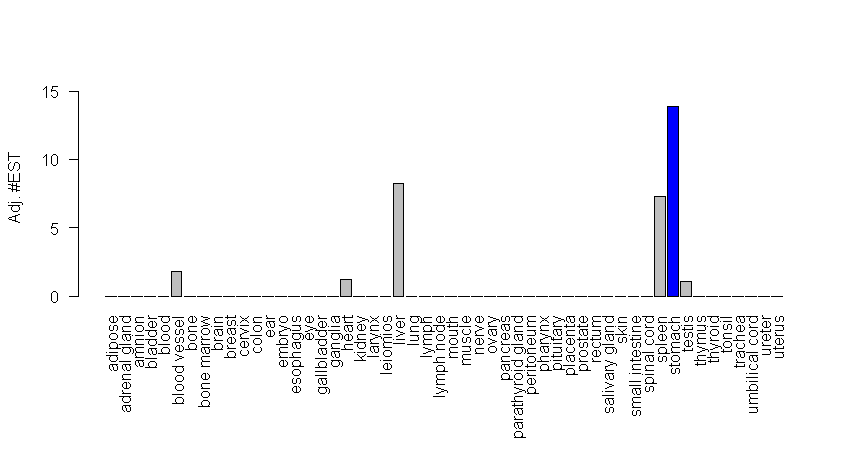 Adj. #EST
15
10
5
0
adipose
adrenal gland
amnion
bladder
blood
blood vessel
bone
bone marrow
brain
breast
cervix
colon
ear
embryo
esophagus
eye
gallbladder
ganglia
heart
kidney
larynx
leiomios
liver
lung
lymph
lymph node
mouth
muscle
nerve
ovary
pancreas
parathyroid gland
peritoneum
pharynx
pituitary
placenta
prostate
rectum
salivary gland
skin
small intestine
spinal cord
spleen
stomach
testis
thymus
thyroid
tonsil
trachea
umbilical cord
ureter
uterus